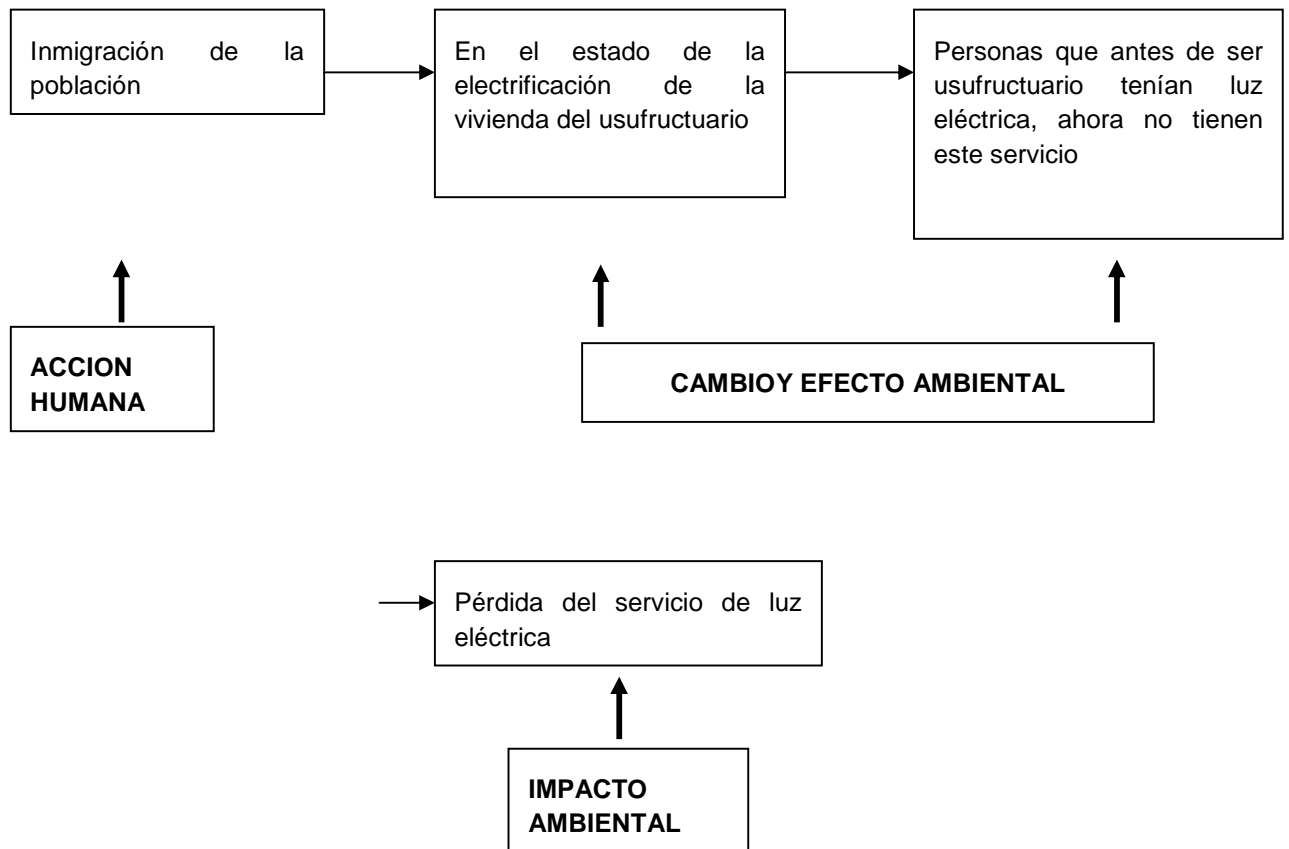 Inmigración de la
población
En el estado de la
electrificación de la
vivienda del usufructuario
Personas que antes de ser
usufructuario tenían luz
eléctrica, ahora no tienen
este servicio
ACCION
HUMANA
CAMBIOY EFECTO AMBIENTAL
Pérdida del servicio de luz
eléctrica
IMPACTO
AMBIENTAL